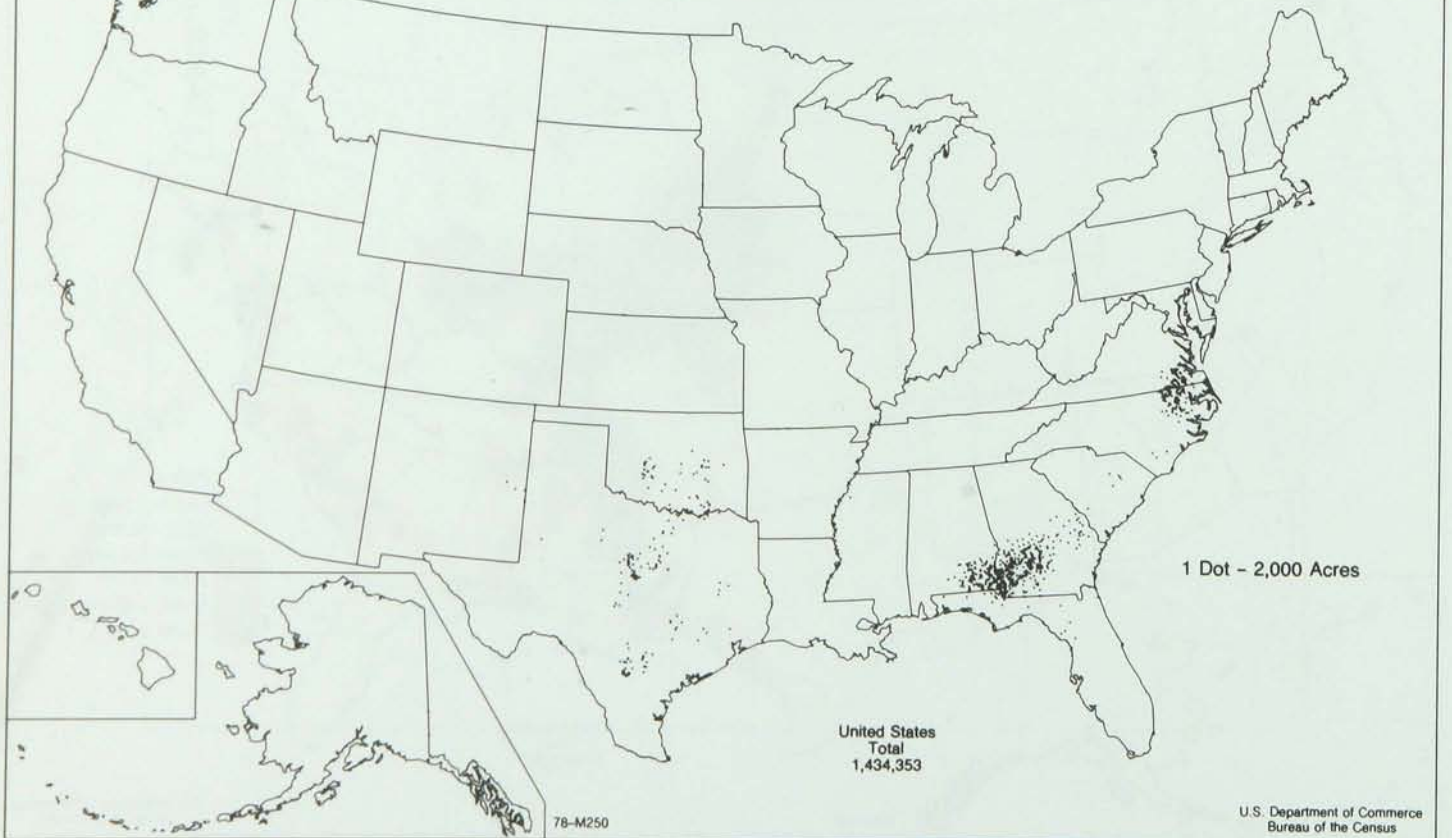 1 Dot – 2,000 Acres
United States
Total
1,434,353
78-M250
U.S. Department of Commerce
Bureau of the Census